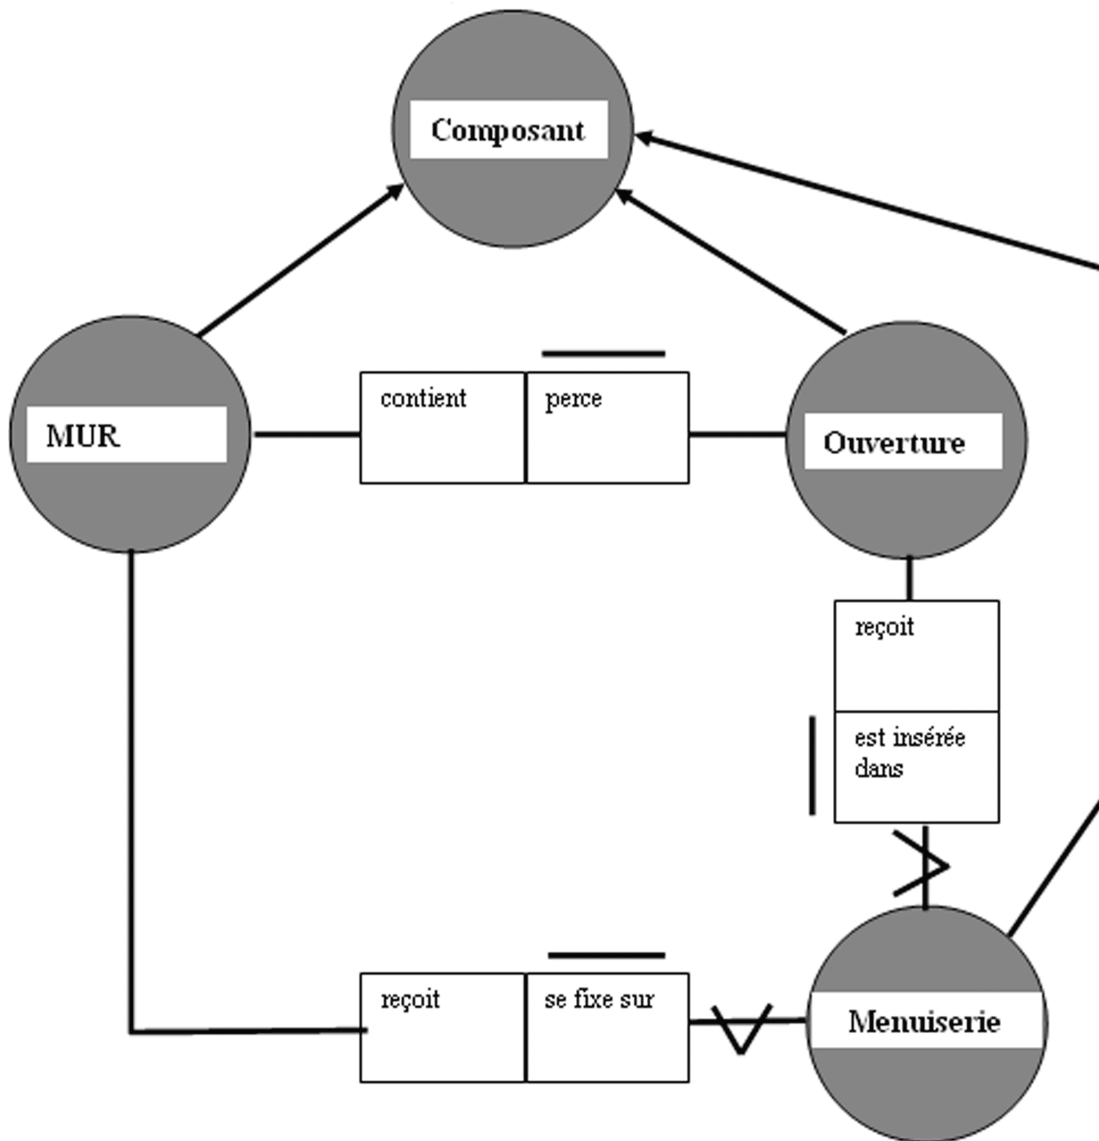 Composant
MUR
contient
perce
Ouverture
reçoit
est insérée
dans
reçoit
se fixe sur
Menuiserie